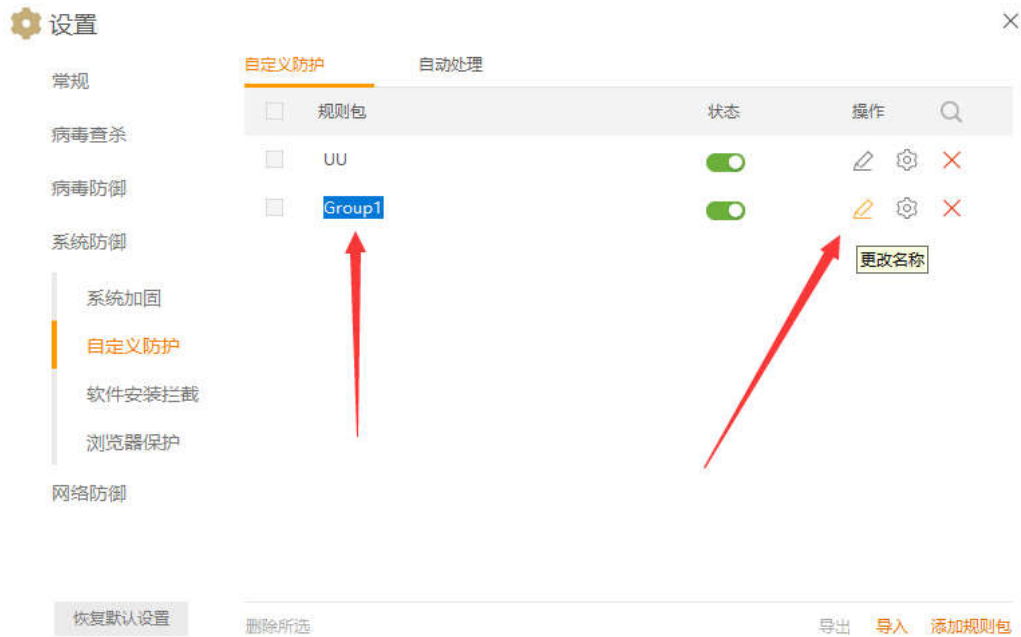 设置
自定义防护 自动处理
常规
规则包 状态 操作
病毒查杀
UU
病毒防御
Group1
系统防御
更改名称
系统加固
自定义防护
软件安装拦截
浏览器保护
网络防御
恢复默认设置 删除所选 导出 导入 添加规则包